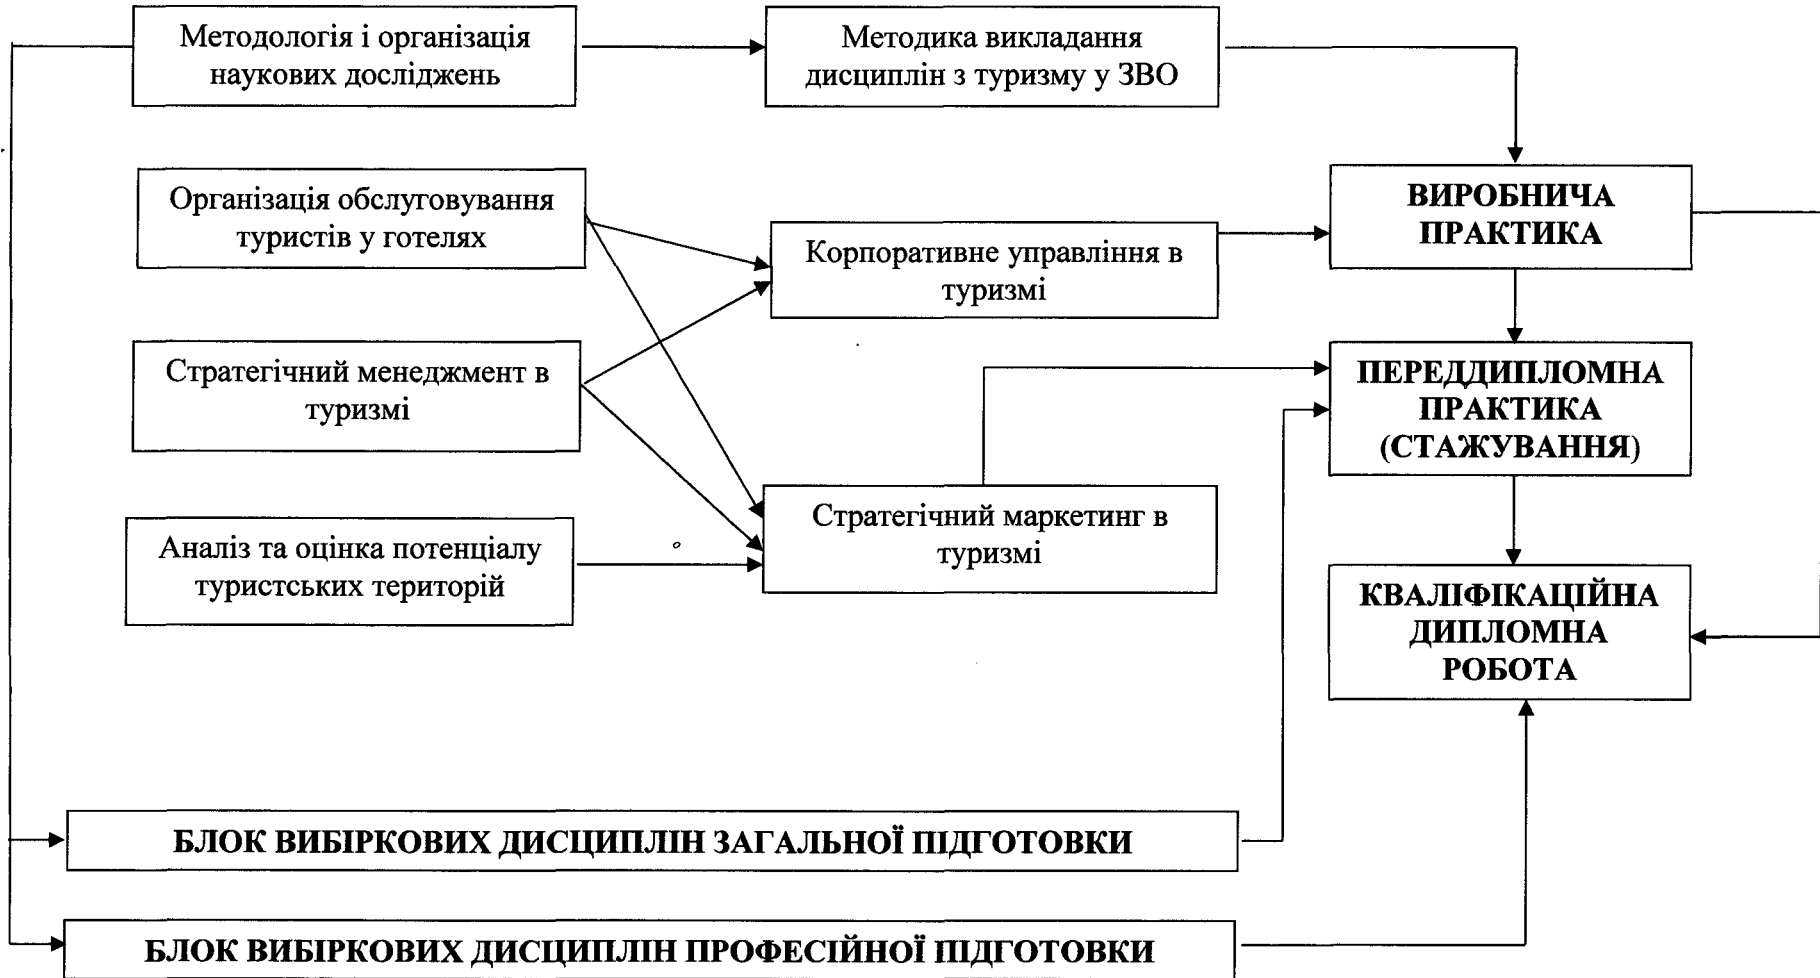 Методологія і організація
наукових досліджень
Методика викладання
дисциплін з туризму у ЗВО
Організація обслуговування
туристів у готелях
ВИРОБНИЧА
ПРАКТИКА
Корпоративне управління в
туризмі
Стратегічний менеджмент в
туризмі
ПЕРЕДДИПЛОМНА
ПРАКТИКА
(СТАЖУВАННЯ)
Стратегічний маркетинг в
туризмі
Аналіз та оцінка потенціалу
туристських територій
КВАЛІФІКАЦІЙНА
ДИПЛОМНА
РОБОТА
БЛОК ВИБІРКОВИХ ДИСЦИПЛІН ЗАГАЛЬНОЇ ПІДГОТОВКИ
БЛОК ВИБІРКОВИХ ДИСЦИПЛІН ПРОФЕСІЙНОЇ ПІДГОТОВКИ